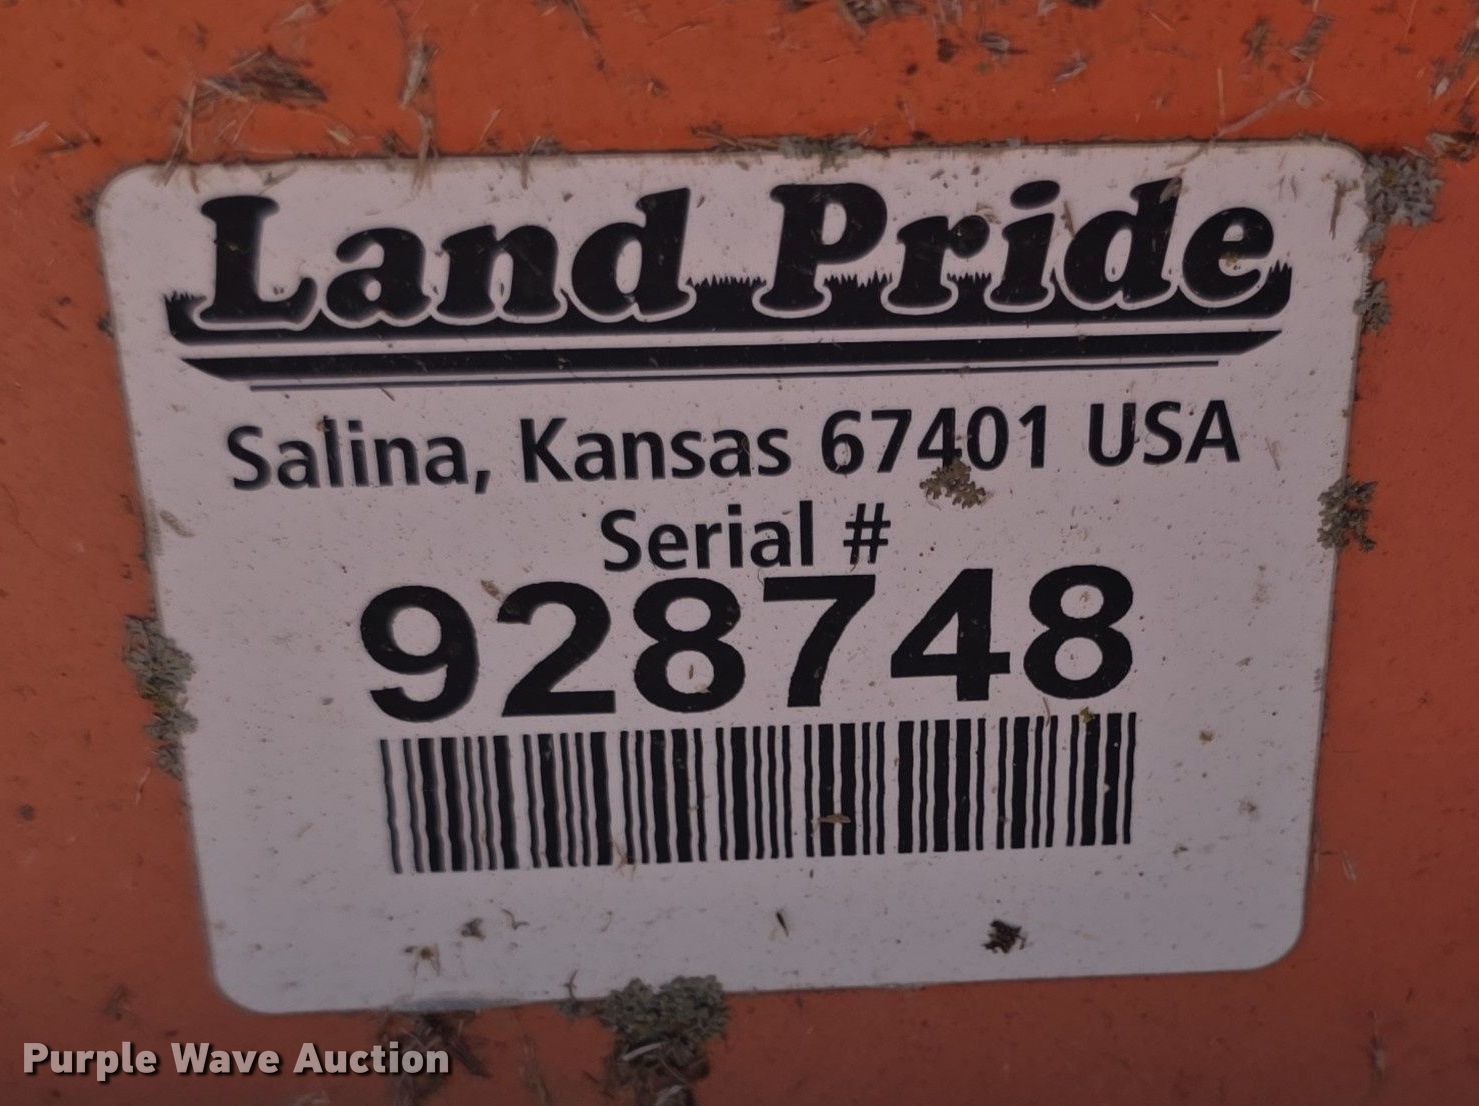 Land Pride
Salina, Kansas 67401 USA
Serial #
928748
Purple Wave Auction